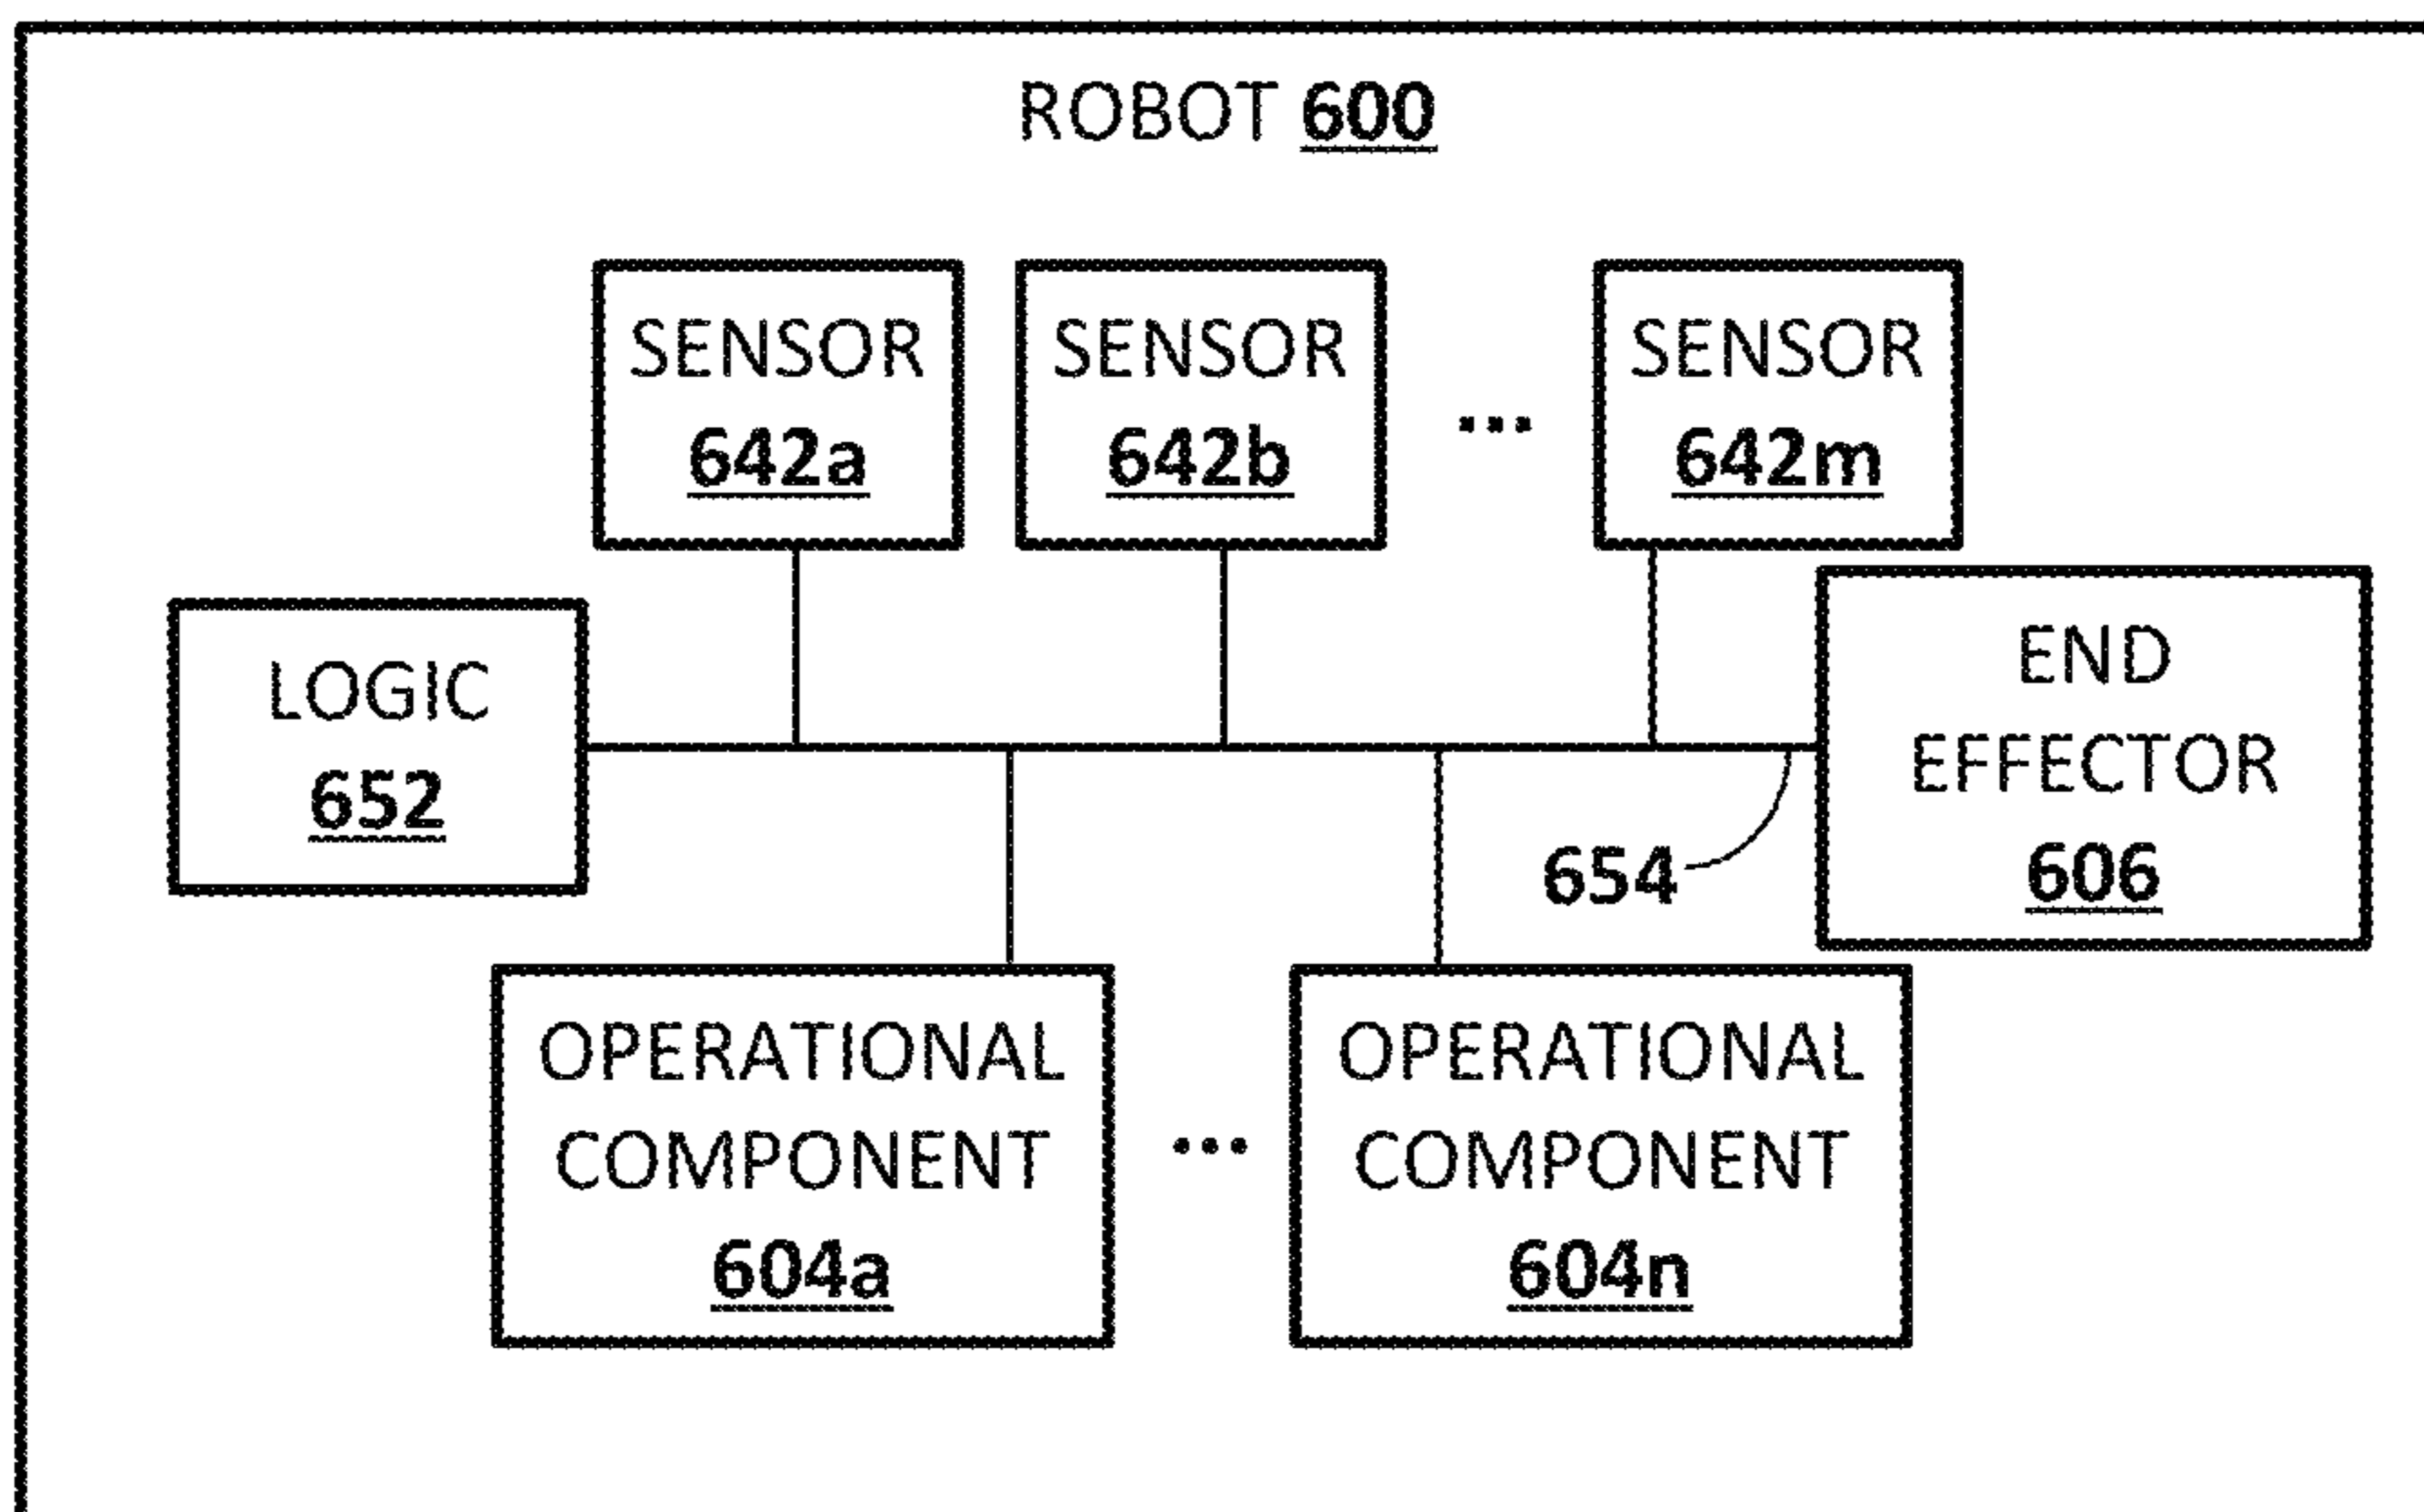 ROBOT 600
SENSOR
642a
SENSOR
642b
...
SENSOR
642m
LOGIC
652
END
EFFECTOR
606
654
OPERATIONAL
COMPONENT
604a
...
OPERATIONAL
COMPONENT
604n